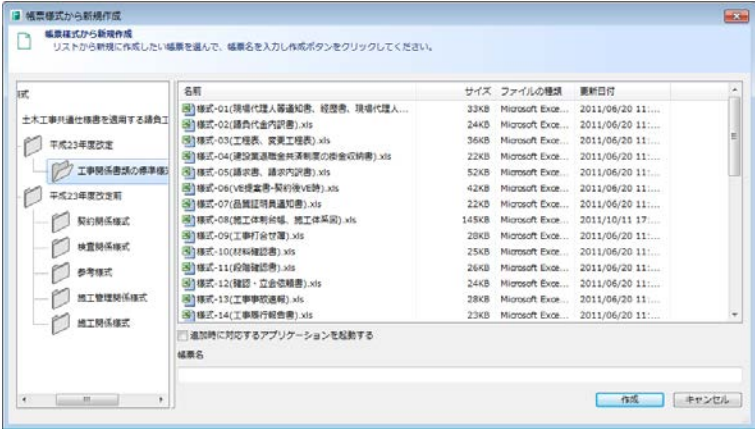 帳票様式から新規作成
帳票様式から新規作成
リストから新規に作成したい帳票を選んで、帳票名を入力し作成ボタンをクリックしてください。
様式
土木工事共通仕様書を適用する請負工
平成23年度改定
工事関係書類の標準様式
平成23年度改定前
契約関係様式
検査関係様式
参考様式
施工管理関係様式
施工関係様式
名前 サイズ ファイルの種類 更新日付
様式-01(現場代理人等通知書、経歴書、現場代理人... 33KB Microsoft Exce... 2011/06/20 11:...
様式-02(請負代金内訳書).xls 24KB Microsoft Exce... 2011/06/20 11:...
様式-03(工程表、変更工程表).xls 36KB Microsoft Exce... 2011/06/20 11:...
様式-04(建設業退職金共済制度の掛金収納書).xls 22KB Microsoft Exce... 2011/06/20 11:...
様式-05(請求書、請求内訳書).xls 52KB Microsoft Exce... 2011/06/20 11:...
様式-06(VE提案書-契約後VE時).xls 42KB Microsoft Exce... 2011/06/20 11:...
様式-07(品質証明員通知書).xls 22KB Microsoft Exce... 2011/06/20 11:...
様式-08(施工体制台帳、施工体系図).xls 145KB Microsoft Exce... 2011/10/11 17:...
様式-09(工事打合せ簿).xls 28KB Microsoft Exce... 2011/06/20 11:...
様式-10(材料確認書).xls 25KB Microsoft Exce... 2011/06/20 11:...
様式-11(段階確認書).xls 26KB Microsoft Exce... 2011/06/20 11:...
様式-12(確認・立会依頼書).xls 24KB Microsoft Exce... 2011/06/20 11:...
様式-13(工事事故速報).xls 28KB Microsoft Exce... 2011/06/20 11:...
様式-14(工事履行報告書).xls 23KB Microsoft Exce... 2011/06/20 11:...
追加時に対応するアプリケーションを起動する
帳票名
作成 キャンセル